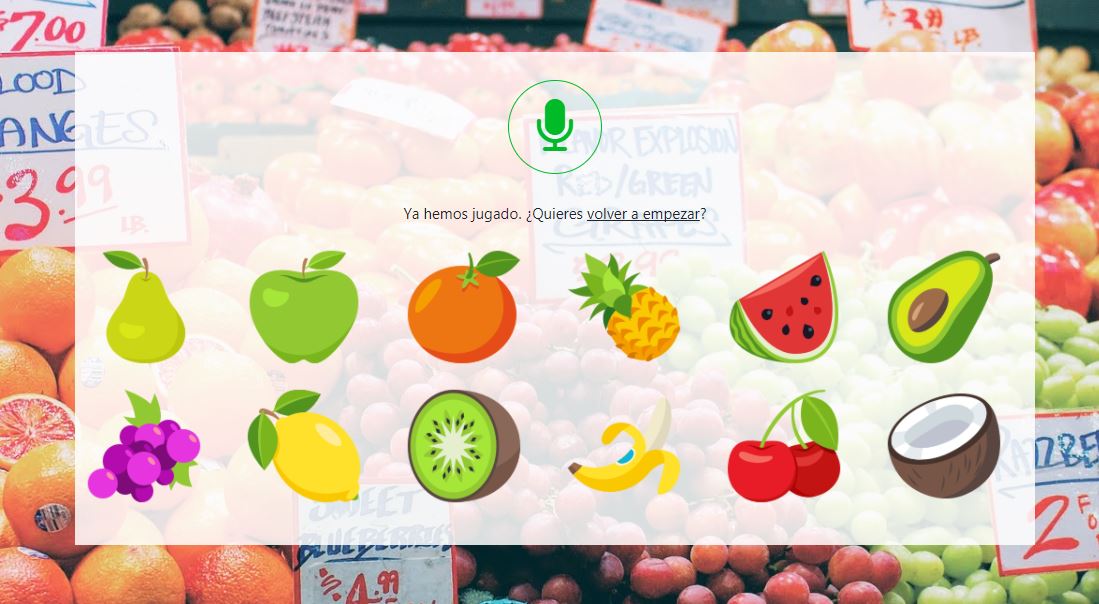 $7.00
$3.99
LB.
LOOD
ANGES
$3.99
LB.
FLAVOR EXPLOSION
RED/GREEN
GRAPES
Ya hemos jugado. ¿Quieres volver a empezar?
SWEET
BLUEBERRIES
$4.99
2